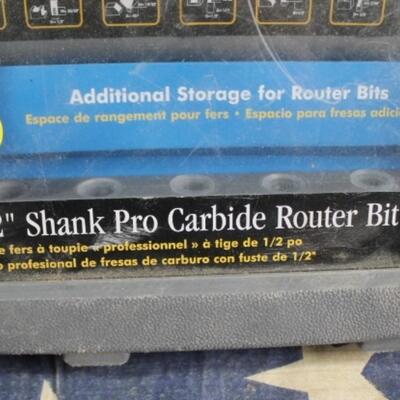 Additional Storage for Router Bits
Espace de rangement pour fers • Espacio para fresas adicio
2" Shank Pro Carbide Router Bit
e fers à toupie « professionnel » à tige de 1/2 po
o profesional de fresas de carburo con fuste de 1/2"